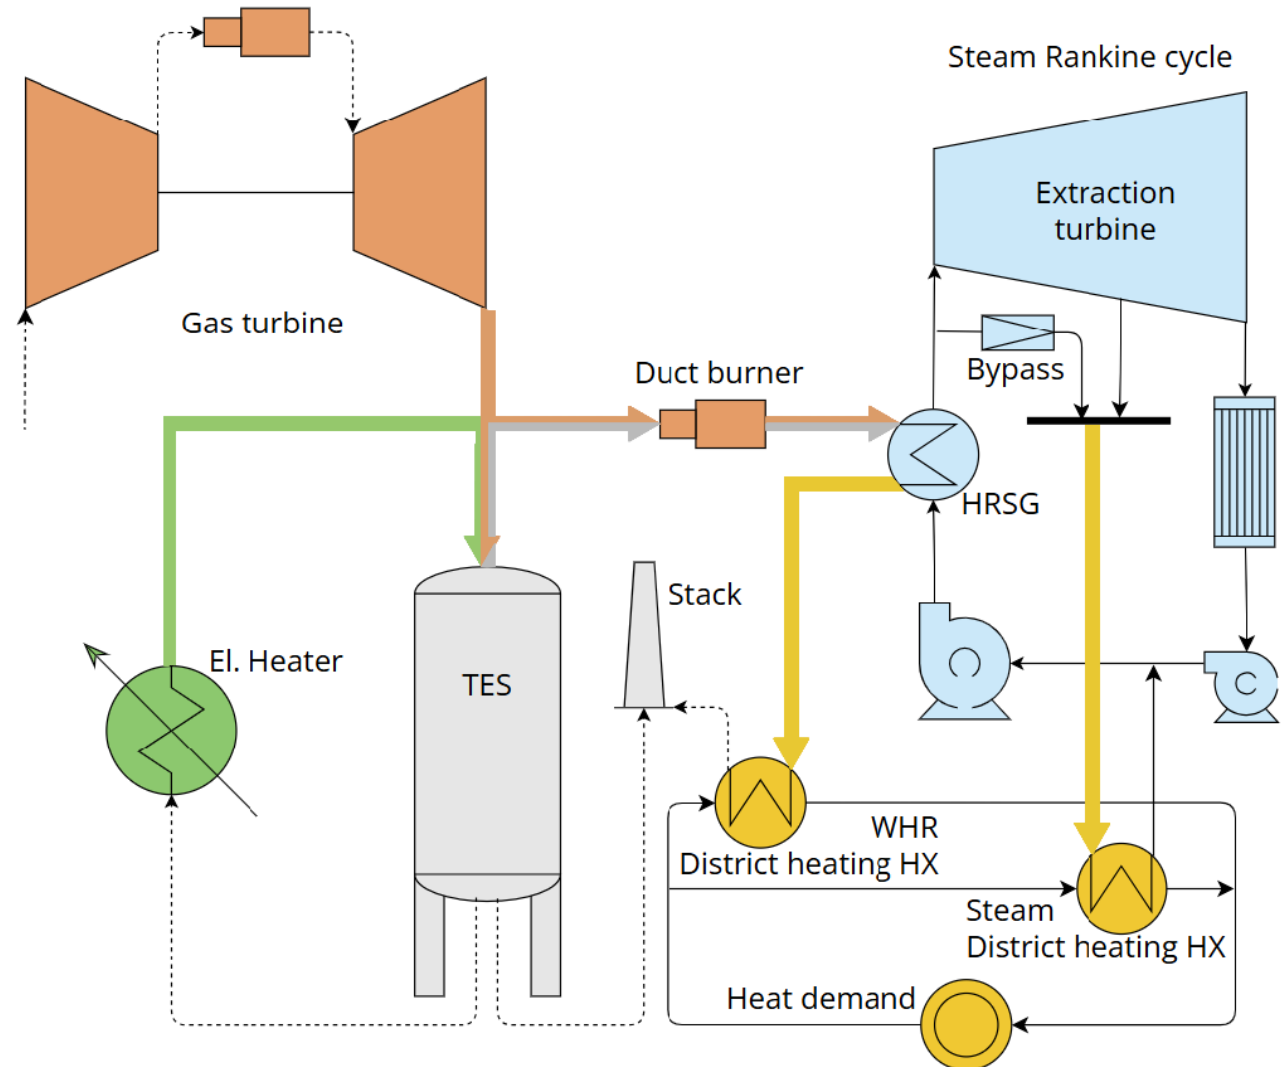 Steam Rankine cycle
Extraction
turbine
Gas turbine
Duct burner
Bypass
HRSG
Stack
El. Heater
TES
WHR
District heating HX
Steam
District heating HX
Heat demand